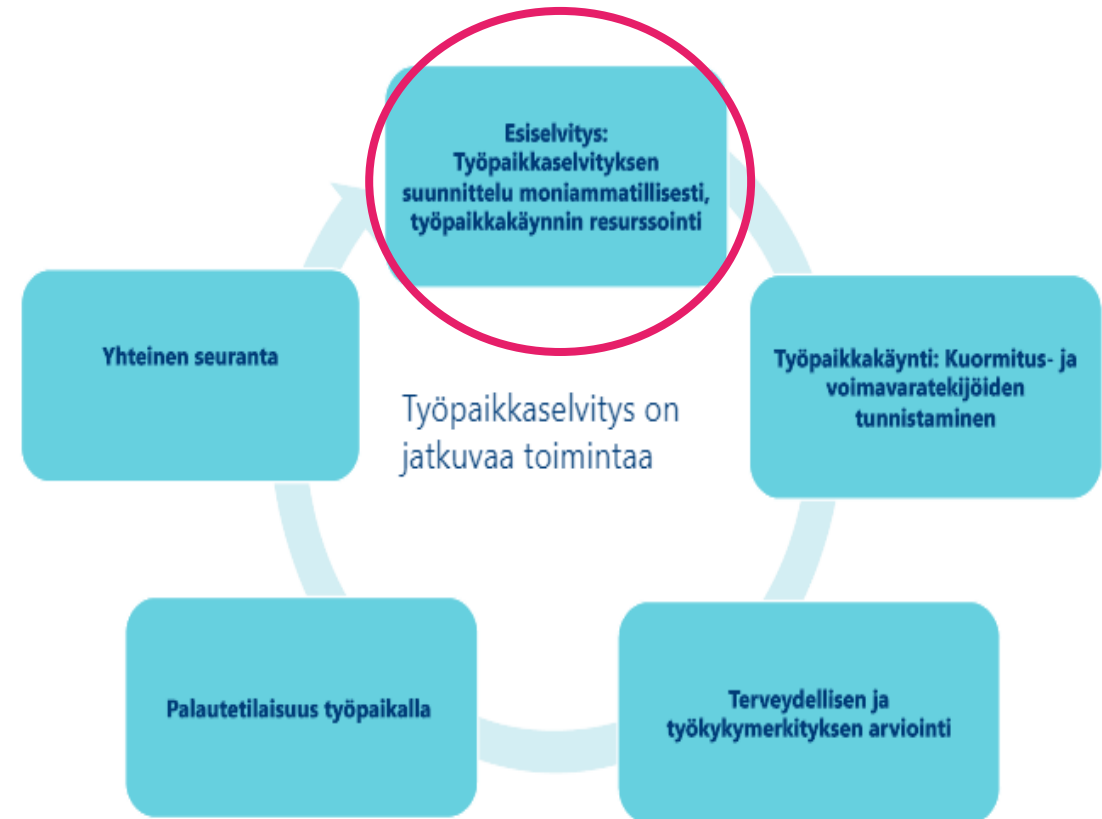 Esiselvitys:
Työpaikkaselvityksen
suunnittelu moniammatillisesti,
työpaikkakäynnin resurssointi
Työpaikkakäynti: Kuormitus- ja
voimavaratekijöiden
tunnistaminen
Terveydellisen ja
työkykymerkityksen arviointi
Palautetilaisuus työpaikalla
Yhteinen seuranta
Työpaikkaselvitys on
jatkuvaa toimintaa